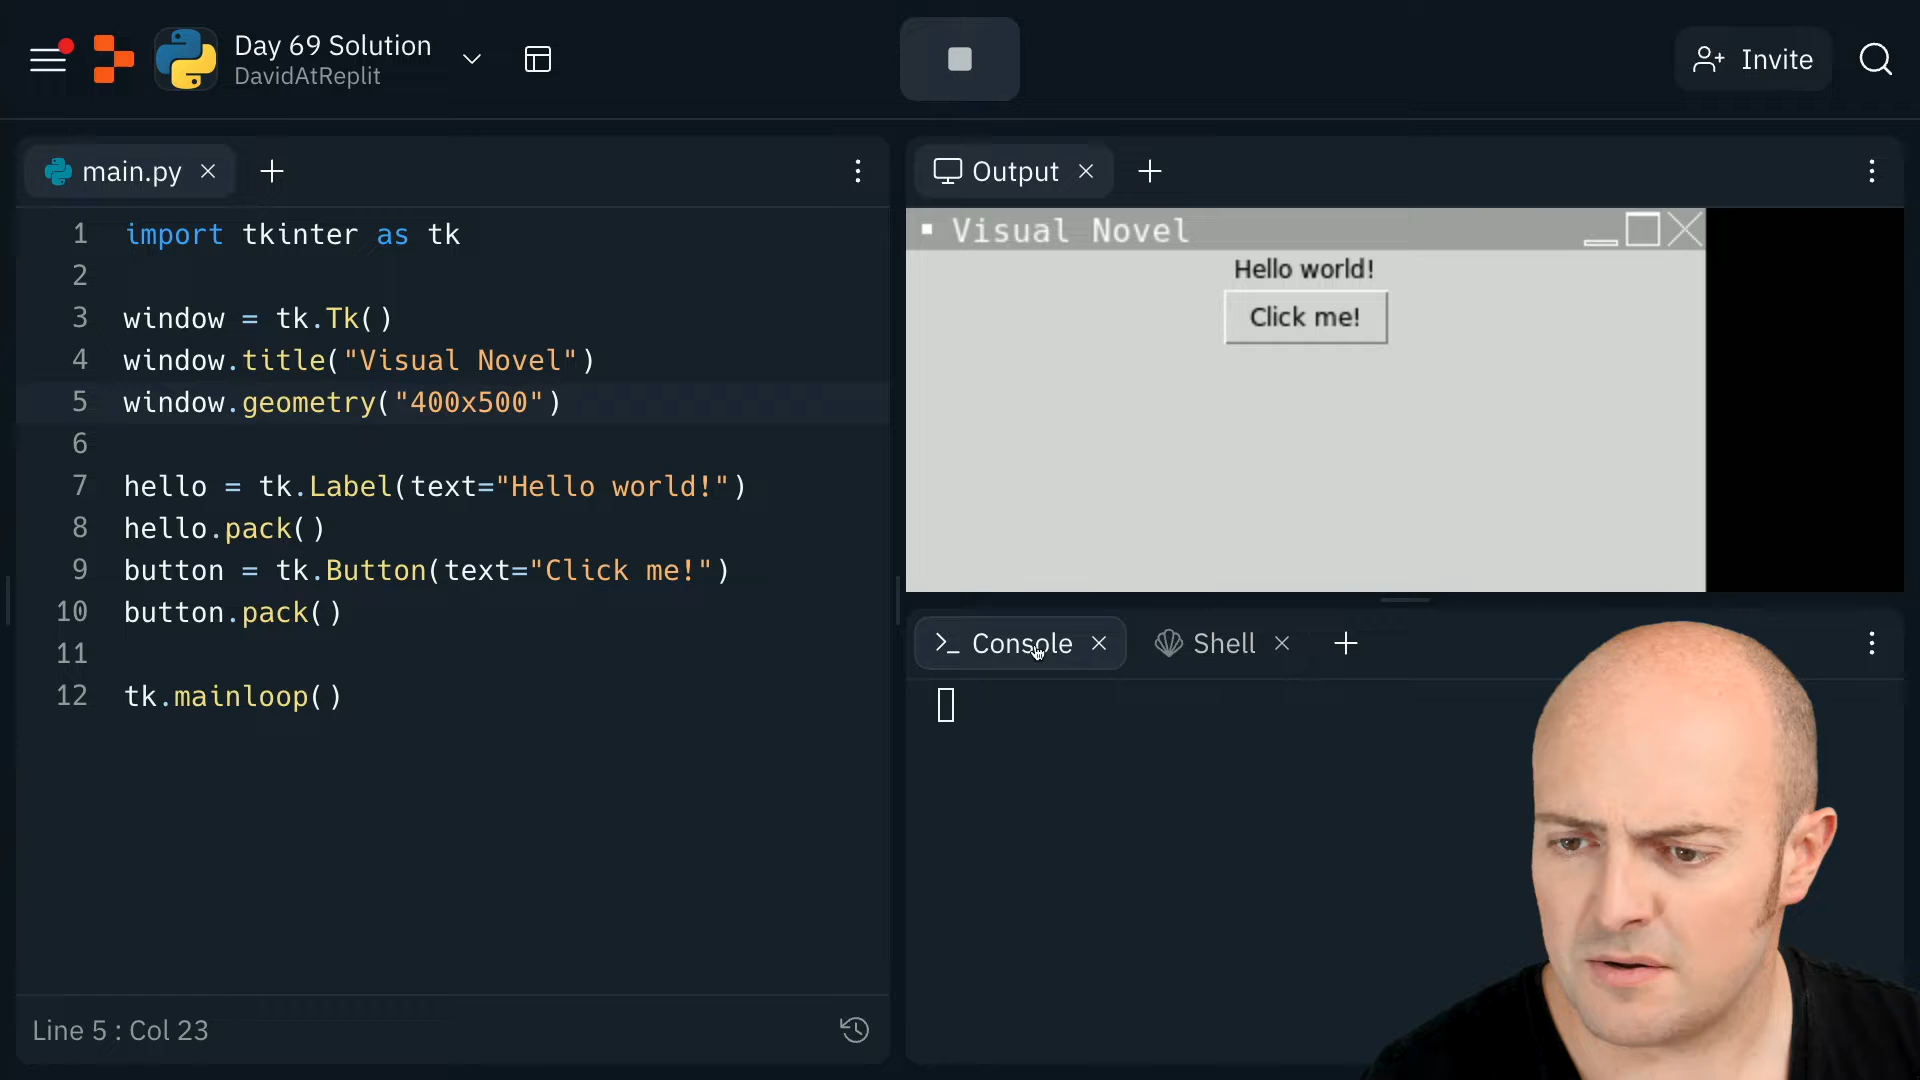 Day 69 Solution
DavidAtReplit
Invite
main.py
1 import tkinter as tk
2
3 window = tk.Tk()
4 window.title("Visual Novel")
5 window.geometry("400x500")
6
7 hello = tk.Label(text="Hello world!")
8 hello.pack()
9 button = tk.Button(text="Click me!")
10 button.pack()
11
12 tk.mainloop()
Line 5 : Col 23
Output
Visual Novel
Hello world!
Click me!
Console
Shell